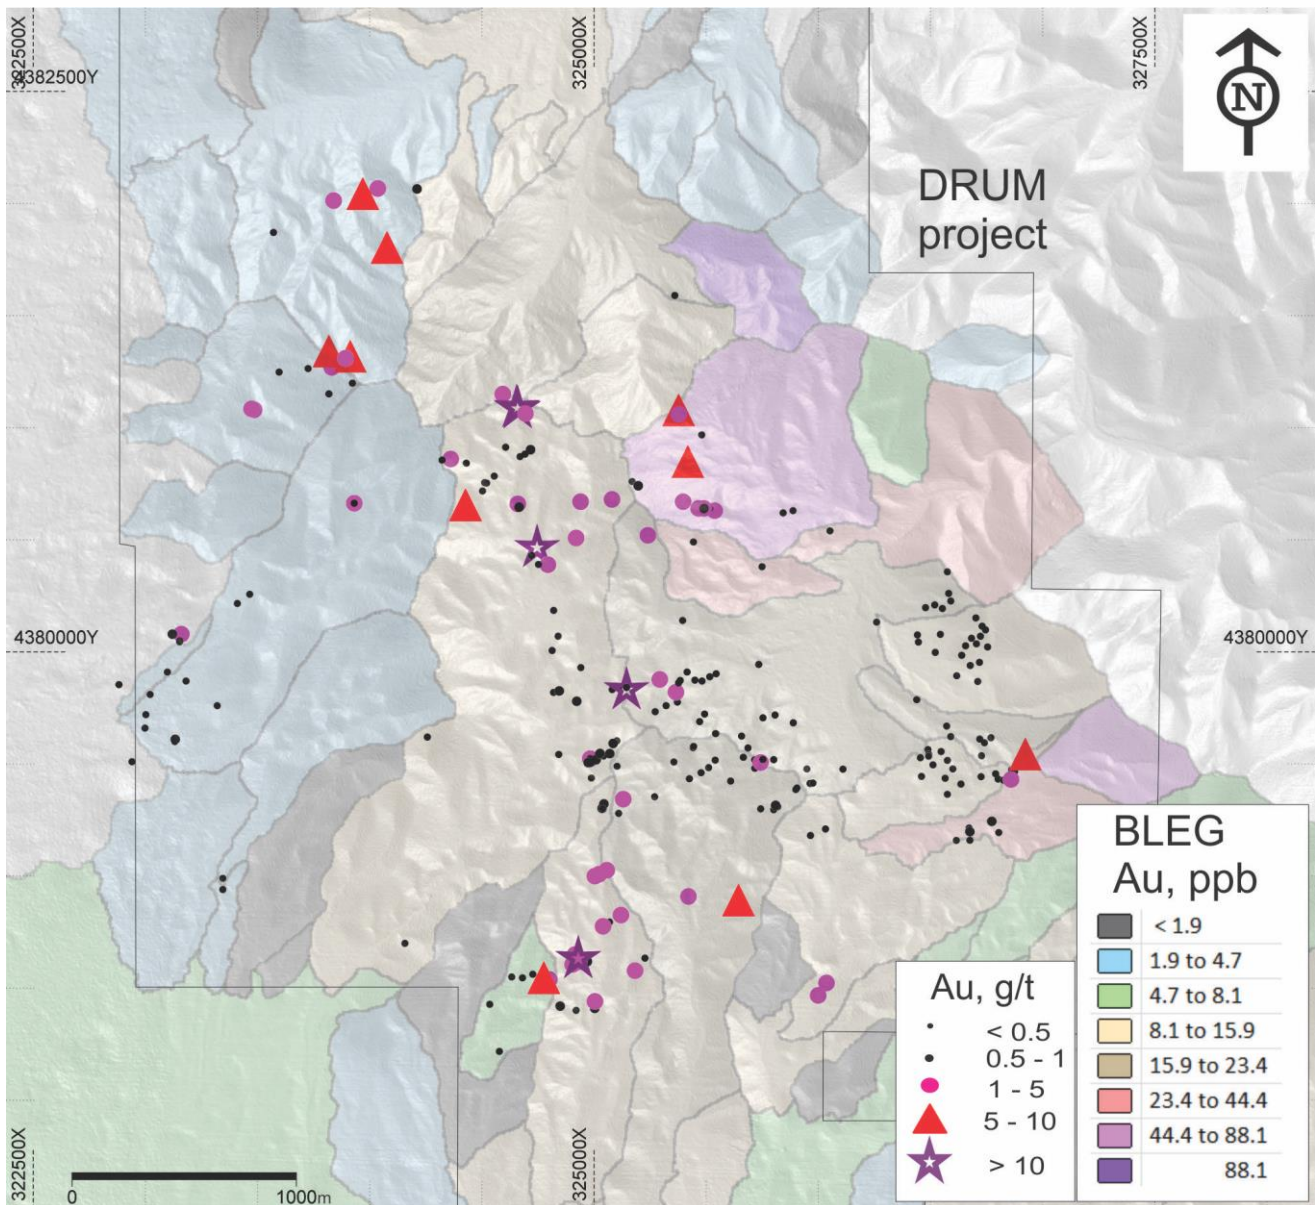 322500X
325000X
327500X
4382500Y
N
DRUM
project
4380000Y
4380000Y
BLEG
Au, ppb
< 1.9
1.9 to 4.7
4.7 to 8.1
8.1 to 15.9
15.9 to 23.4
23.4 to 44.4
44.4 to 88.1
88.1
Au, g/t
< 0.5
0.5 - 1
1 - 5
5 - 10
> 10
322500X
325000X
0
1000m